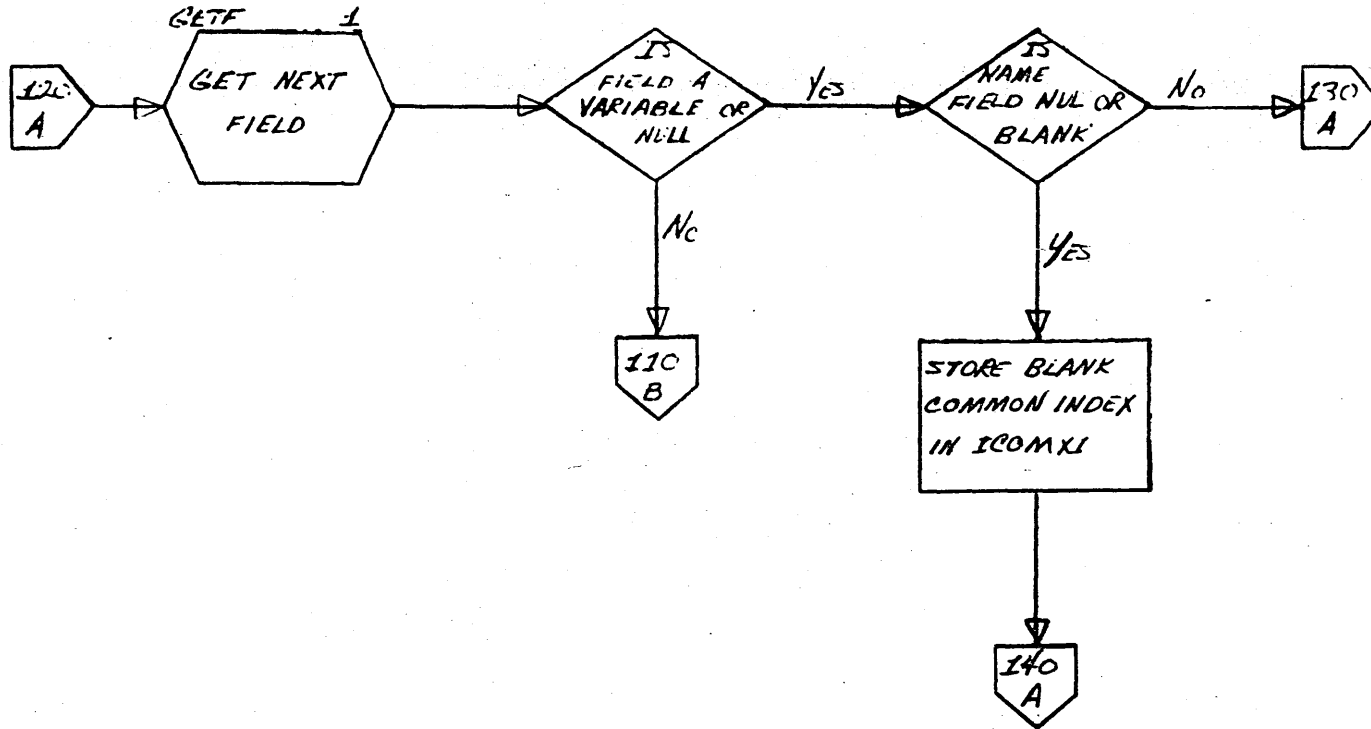 GETF 1
120
A
GET NEXT
FIELD
IS
FIELD A
VARIABLE OR
NULL
YES
IS
NAME
FIELD NUL OR
BLANK
NO
130
A
NO
110
B
YES
STORE BLANK
COMMON INDEX
IN ICOMX1
140
A